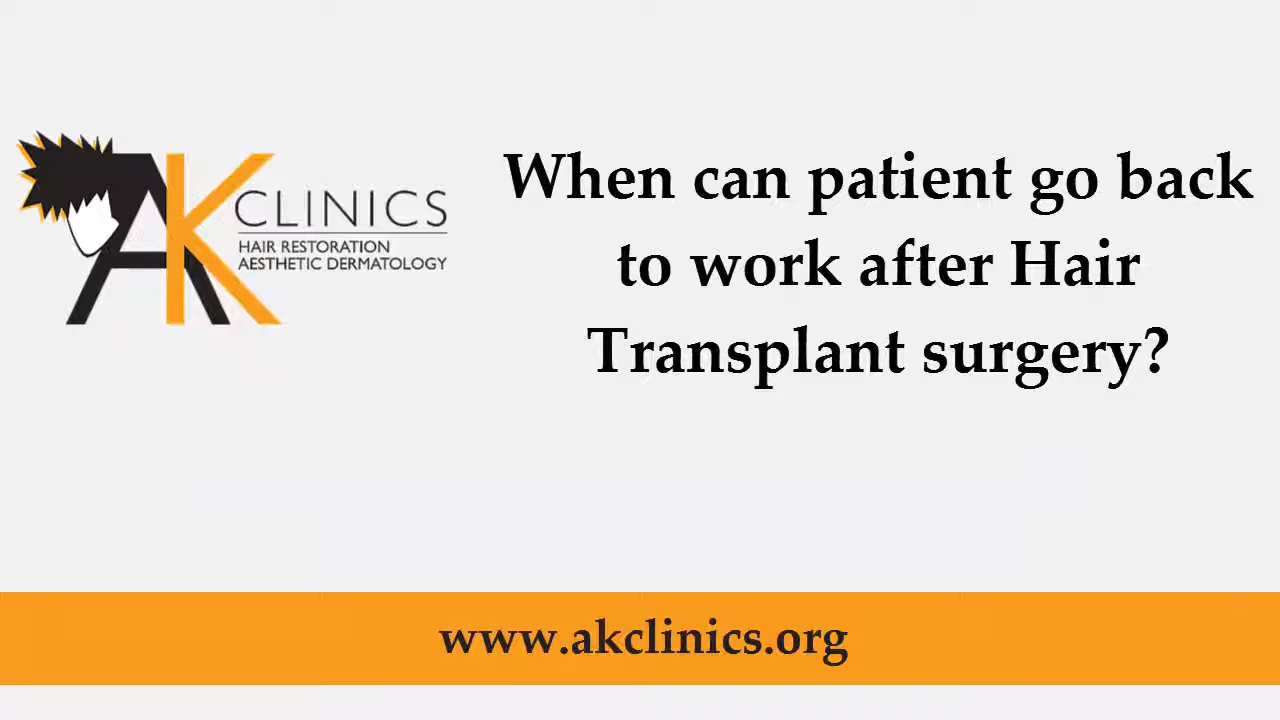 AK CLINICS
HAIR RESTORATION
AESTHETIC DERMATOLOGY
When can patient go back
to work after Hair
Transplant surgery?
www.akclinics.org